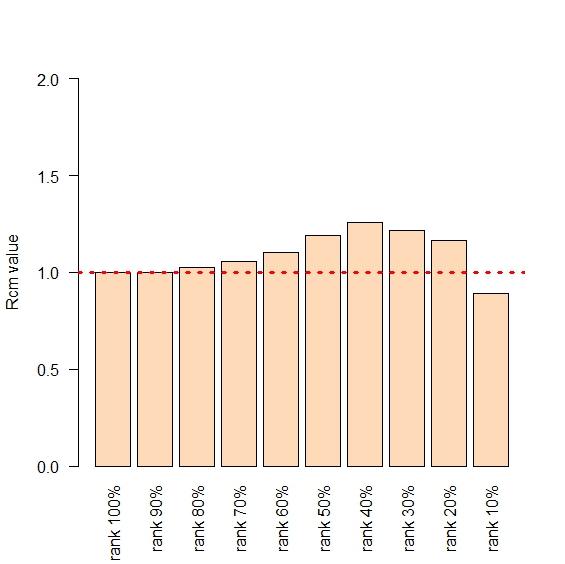 Rcm value
2.0
1.5
1.0
0.5
0.0
rank 100%
rank 90%
rank 80%
rank 70%
rank 60%
rank 50%
rank 40%
rank 30%
rank 20%
rank 10%